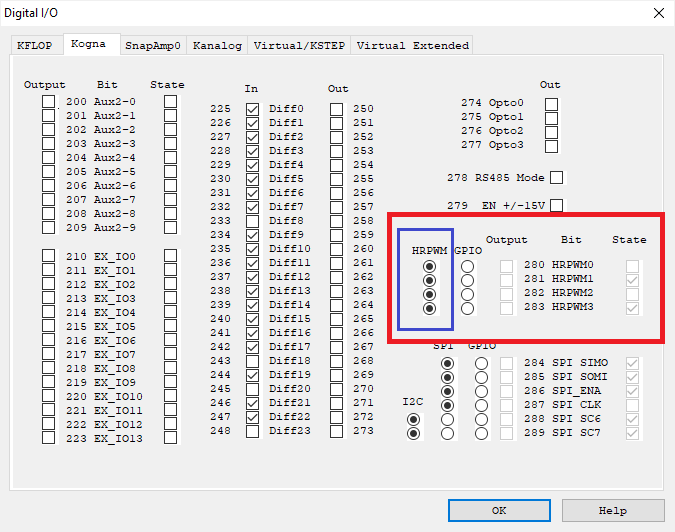 Digital I/O
KFLOP Kogna SnapAmp0 Kanalog Virtual/KSTEP Virtual Extended
Output Bit State
200 Aux2-0
201 Aux2-1
202 Aux2-2
203 Aux2-3
204 Aux2-4
205 Aux2-5
206 Aux2-6
207 Aux2-7
208 Aux2-8
209 Aux2-9
210 EX_IO0
211 EX_IO1
212 EX_IO2
213 EX_IO3
214 EX_IO4
215 EX_IO5
216 EX_IO6
217 EX_IO7
218 EX_IO8
219 EX_IO9
220 EX_IO10
221 EX_IO11
222 EX_IO12
223 EX_IO13
In Out
225 Diff0 250
226 Diff1 251
227 Diff2 252
228 Diff3 253
229 Diff4 254
230 Diff5 255
231 Diff6 256
232 Diff7 257
233 Diff8 258
234 Diff9 259
235 Diff10 260
236 Diff11 261
237 Diff12 262
238 Diff13 263
239 Diff14 264
240 Diff15 265
241 Diff16 266
242 Diff17 267
243 Diff18 268
244 Diff19 269
245 Diff20 270
246 Diff21 271
247 Diff22 272
248 Diff23 273
Out
274 Opto0
275 Opto1
276 Opto2
277 Opto3
278 RS485 Mode
279 EN +/-15V
HRPWM GPIO Output Bit State
280 HRPWM0
281 HRPWM1
282 HRPWM2
283 HRPWM3
SPI GPIO
284 SPI SIMO
285 SPI SOMI
286 SPI_ENA
287 SPI CLK
I2C
288 SPI SC6
289 SPI SC7
OK Help